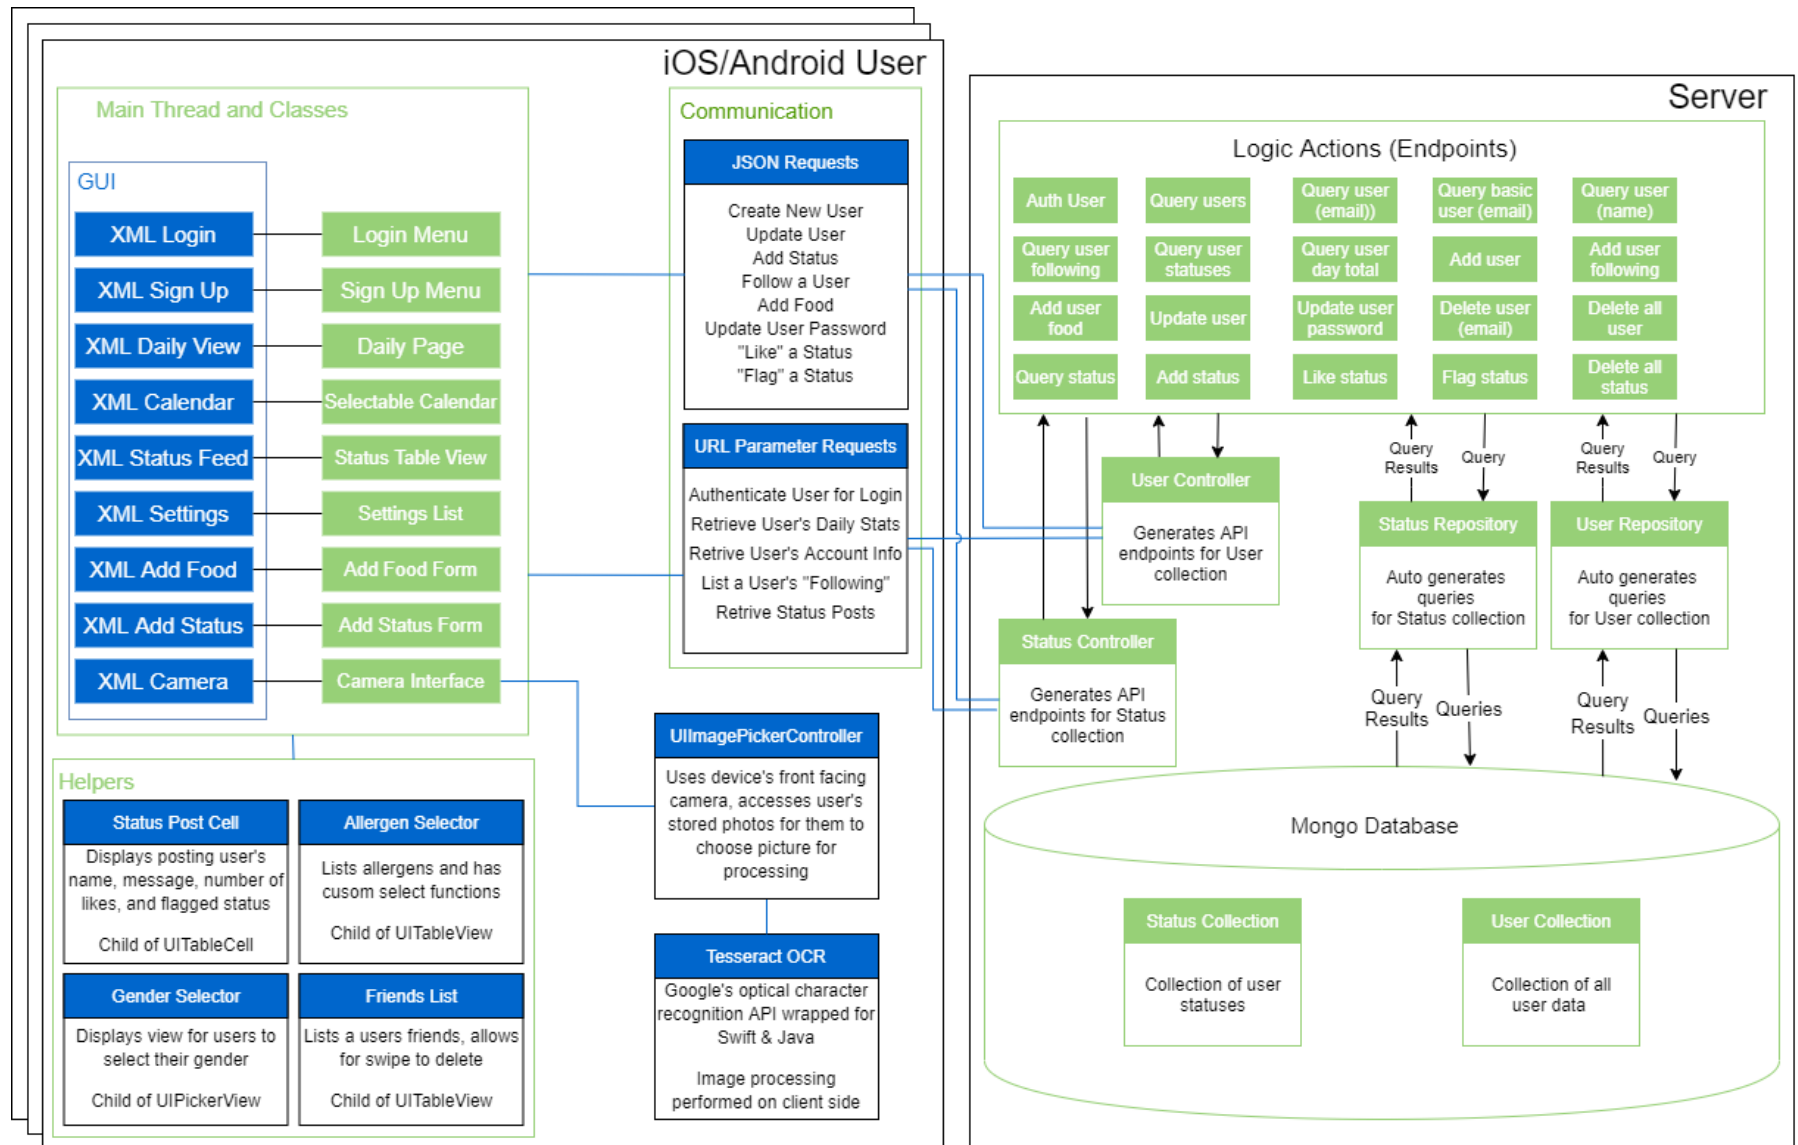 iOS/Android User
Main Thread and Classes
GUI
XML Login
Login Menu
XML Sign Up
Sign Up Menu
XML Daily View
Daily Page
XML Calendar
Selectable Calendar
XML Status Feed
Status Table View
XML Settings
Settings List
XML Add Food
Add Food Form
XML Add Status
Add Status Form
XML Camera
Camera Interface
Helpers
Status Post Cell
Displays posting user's
name, message, number of
likes, and flagged status
Child of UITableCell
Allergen Selector
Lists allergens and has
cusom select functions
Child of UITableView
Gender Selector
Displays view for users to
select their gender
Child of UIPickerView
Friends List
Lists a users friends, allows
for swipe to delete
Child of UITableView
Communication
JSON Requests
Create New User
Update User
Add Status
Follow a User
Add Food
Update User Password
"Like" a Status
"Flag" a Status
URL Parameter Requests
Authenticate User for Login
Retrieve User's Daily Stats
Retrive User's Account Info
List a User's "Following"
Retrive Status Posts
UIImagePickerController
Uses device's front facing
camera, accesses user's
stored photos for them to
choose picture for
processing
Tesseract OCR
Google's optical character
recognition API wrapped for
Swift & Java
Image processing
performed on client side
Server
Logic Actions (Endpoints)
Auth User
Query users
Query user
(email))
Query basic
user (email)
Query user
(name)
Query user
following
Query user
statuses
Query user
day total
Add user
Add user
following
Add user
food
Update user
Update user
password
Delete user
(email)
Delete all
user
Query status
Add status
Like status
Flag status
Delete all
status
User Controller
Generates API
endpoints for User
collection
Status Controller
Generates API
endpoints for Status
collection
Query
Results
Query
Query
Results
Query
Status Repository
Auto generates
queries
for Status collection
User Repository
Auto generates
queries
for User collection
Query
Results
Queries
Query
Results
Queries
Mongo Database
Status Collection
Collection of user
statuses
User Collection
Collection of all
user data